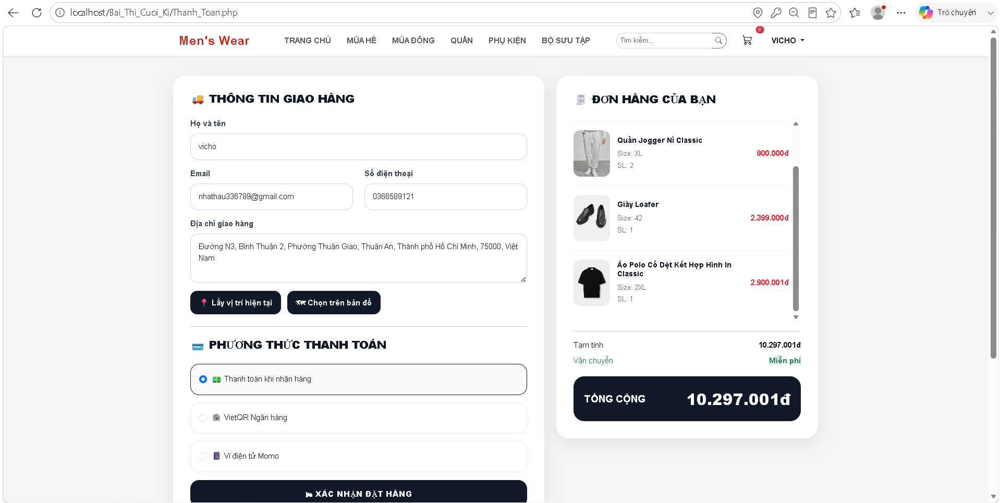 localhost/Bai_Thi_Cuoi_Ki/Thanh_Toan.php
Trò chuyện
Men's Wear
TRANG CHỦ
MÙA HÈ
MÙA ĐÔNG
QUẦN
PHỤ KIỆN
BỘ SƯU TẬP
Tìm kiếm...
6
VICHO
THÔNG TIN GIAO HÀNG
Họ và tên
vicho
Email
Số điện thoại
nhathau336789@gmail.com
0366589121
Địa chỉ giao hàng
Đường N3, Bình Thuận 2, Phường Thuận Giao, Thuận An, Thành phố Hồ Chí Minh, 75000, Việt
Nam
Lấy vị trí hiện tại
Chọn trên bản đồ
PHƯƠNG THỨC THANH TOÁN
Thanh toán khi nhận hàng
VietQR Ngân hàng
Ví điện tử Momo
XÁC NHẬN ĐẶT HÀNG
ĐƠN HÀNG CỦA BẠN
Quần Jogger Nỉ Classic
Size: XL
900.000đ
SL: 2
Giày Loafer
Size: 42
2.399.000đ
SL: 1
Áo Polo Cổ Dệt Kết Hợp Hình In
Classic
2.900.001đ
Size: 2XL
SL: 1
Tạm tính
10.297.001đ
Vận chuyển
Miễn phí
TỔNG CỘNG
10.297.001đ